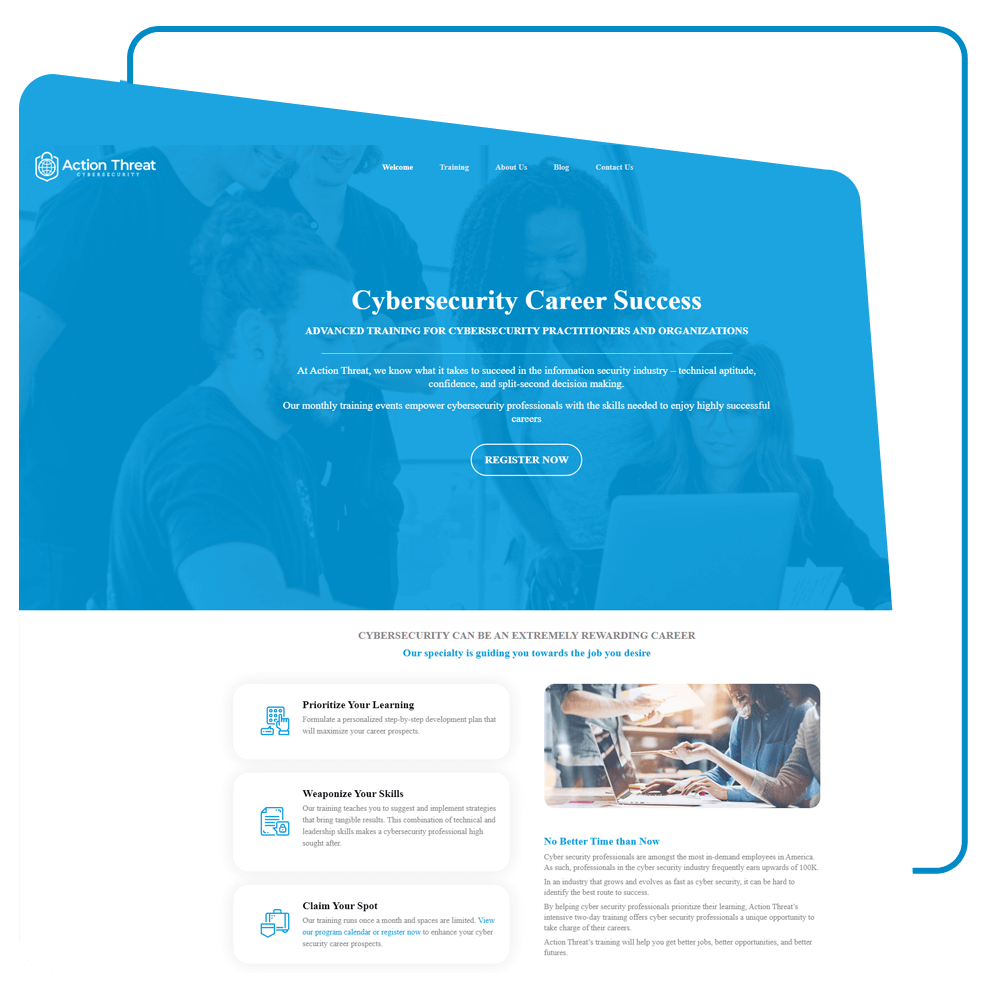 Action Threat
CYBERSECURITY
Welcome Training About Us Blog Contact Us
Cybersecurity Career Success
ADVANCED TRAINING FOR CYBERSECURITY PRACTITIONERS AND ORGANIZATIONS
At Action Threat, we know what it takes to succeed in the information security industry – technical aptitude,
confidence, and split-second decision making.
Our monthly training events empower cybersecurity professionals with the skills needed to enjoy highly successful
careers
REGISTER NOW
CYBERSECURITY CAN BE AN EXTREMELY REWARDING CAREER
Our specialty is guiding you towards the job you desire
Prioritize Your Learning
Formulate a personalized step-by-step development plan that
will maximize your career prospects.
Weaponize Your Skills
Our training teaches you to suggest and implement strategies
that bring tangible results. This combination of technical and
leadership skills makes a cybersecurity professional high
sought after.
Claim Your Spot
Our training runs once a month and spaces are limited. View
our program calendar or register now to enhance your cyber
security career prospects.
No Better Time than Now
Cyber security professionals are amongst the most in-demand employees in America.
As such, professionals in the cyber security industry frequently earn upwards of 100K.
In an industry that grows and evolves as fast as cyber security, it can be hard to
identify the best route to success.
By helping cyber security professionals prioritize their learning, Action Threat's
intensive two-day training offers cyber security professionals a unique opportunity to
take charge of their careers.
Action Threat's training will help you get better jobs, better opportunities, and better
futures.